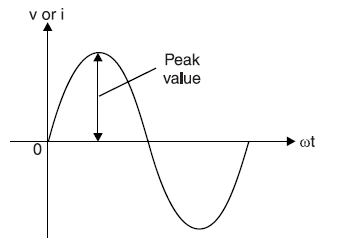 v or i
Peak
value
0
ωt